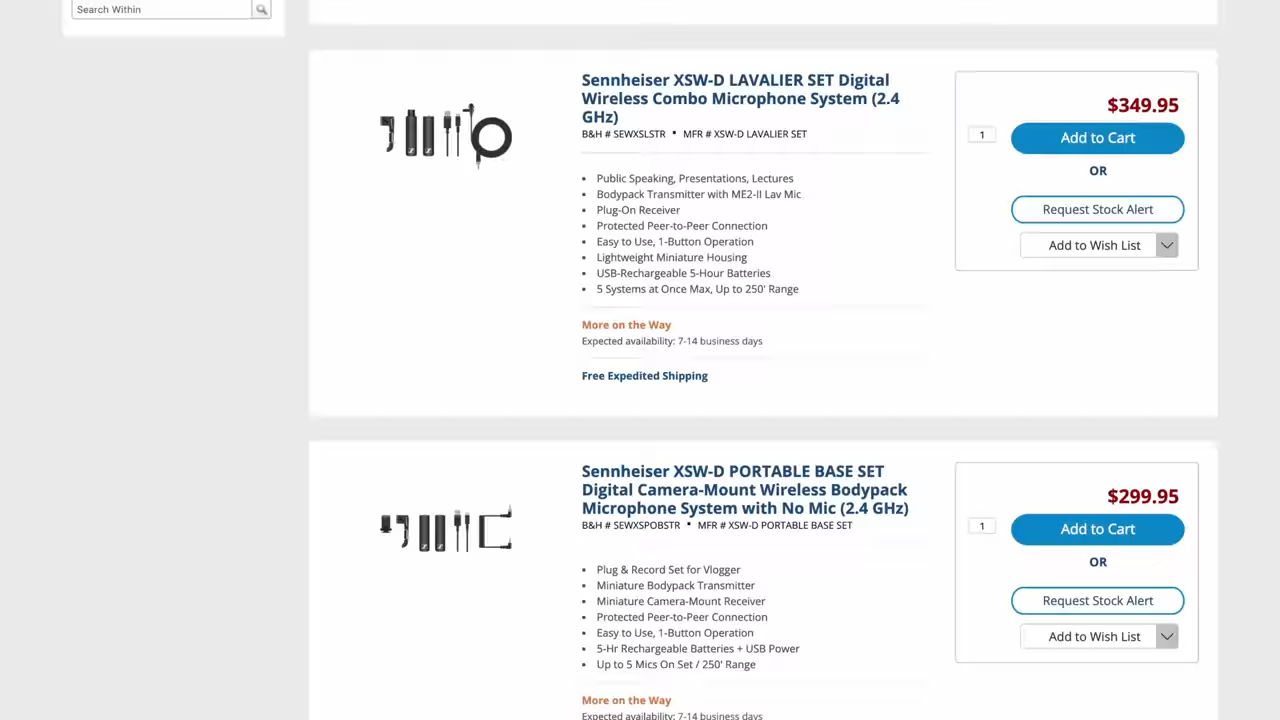 Search Within
Sennheiser XSW-D LAVALIER SET Digital
Wireless Combo Microphone System (2.4
GHz)
B&H # SEWXSLSTR • MFR # XSW-D LAVALIER SET
• Public Speaking, Presentations, Lectures
• Bodypack Transmitter with ME2-II Lav Mic
• Plug-On Receiver
• Protected Peer-to-Peer Connection
• Easy to Use, 1-Button Operation
• Lightweight Miniature Housing
• USB-Rechargeable 5-Hour Batteries
• 5 Systems at Once Max, Up to 250' Range
More on the Way
Expected availability: 7-14 business days
Free Expedited Shipping
$349.95
1
Add to Cart
OR
Request Stock Alert
Add to Wish List
Sennheiser XSW-D PORTABLE BASE SET
Digital Camera-Mount Wireless Bodypack
Microphone System with No Mic (2.4 GHz)
B&H # SEWXSPOBSTR • MFR # XSW-D PORTABLE BASE SET
• Plug & Record Set for Vlogger
• Miniature Bodypack Transmitter
• Miniature Camera-Mount Receiver
• Protected Peer-to-Peer Connection
• Easy to Use, 1-Button Operation
• 5-Hr Rechargeable Batteries + USB Power
• Up to 5 Mics On Set / 250' Range
More on the Way
Expected availability: 7-14 business days
$299.95
1
Add to Cart
OR
Request Stock Alert
Add to Wish List